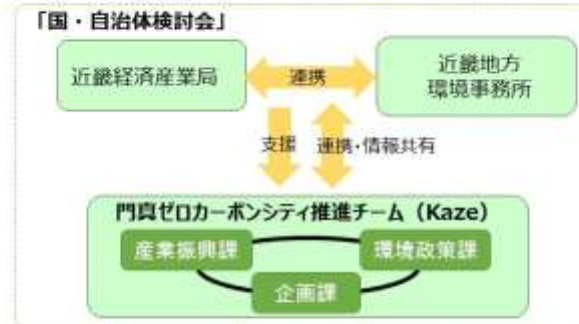 「国・自治体検討会」
近畿経済産業局
連携
近畿地方
環境事務所
支援
連携・情報共有
門真ゼロカーボンシティ推進チーム（Kaze）
産業振興課
環境政策課
企画課